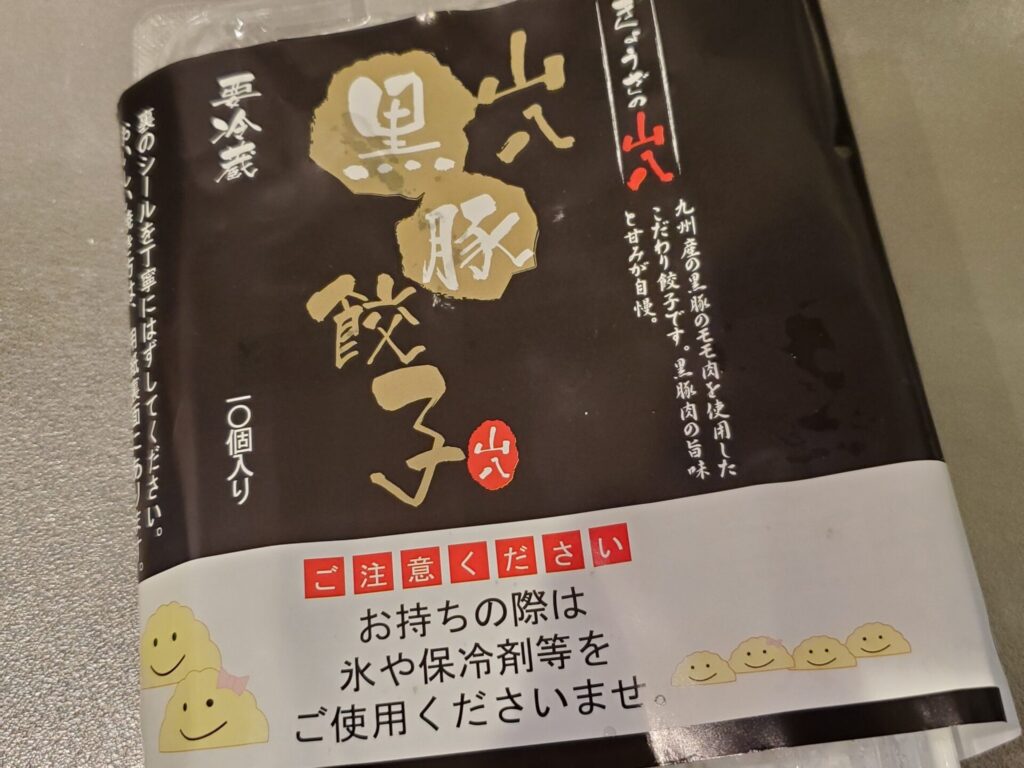 ぎょうざの山八
九州産の黒豚のモモ肉を使用した
こだわり餃子です。黒豚肉の旨味
と甘みが自慢。
山八
黒豚
餃子
山八
要冷蔵
一〇個入り
裏のシールを丁寧にはずしてください。
ご注意ください
お持ちの際は
氷や保冷剤等を
ご使用くださいませ。